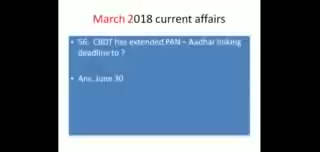 March 2018 current affairs
• 56. CBDT has extended PAN – Aadhar linking
deadline to ?
• Ans. June 30